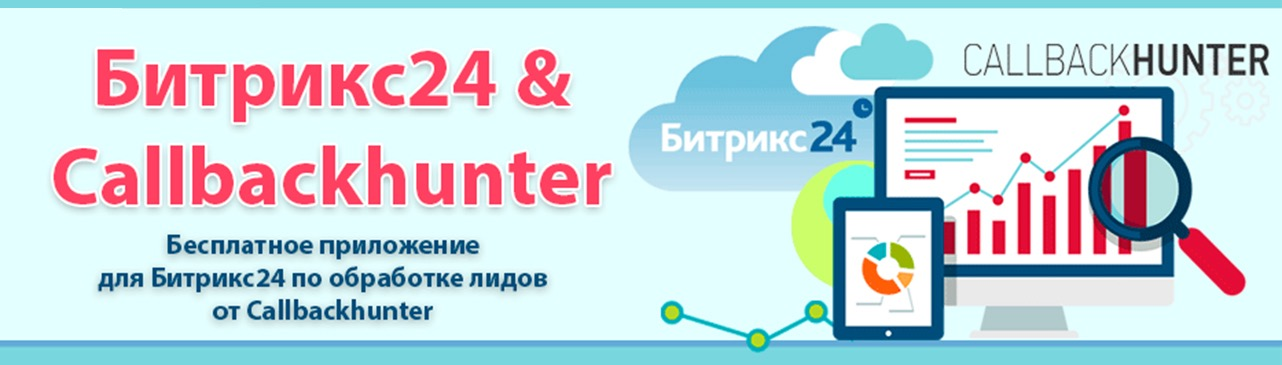 Битрикс24 &
Callbackhunter
Бесплатное приложение
для Битрикс24 по обработке лидов
от Callbackhunter
Битрикс24
CALLBACKHUNTER